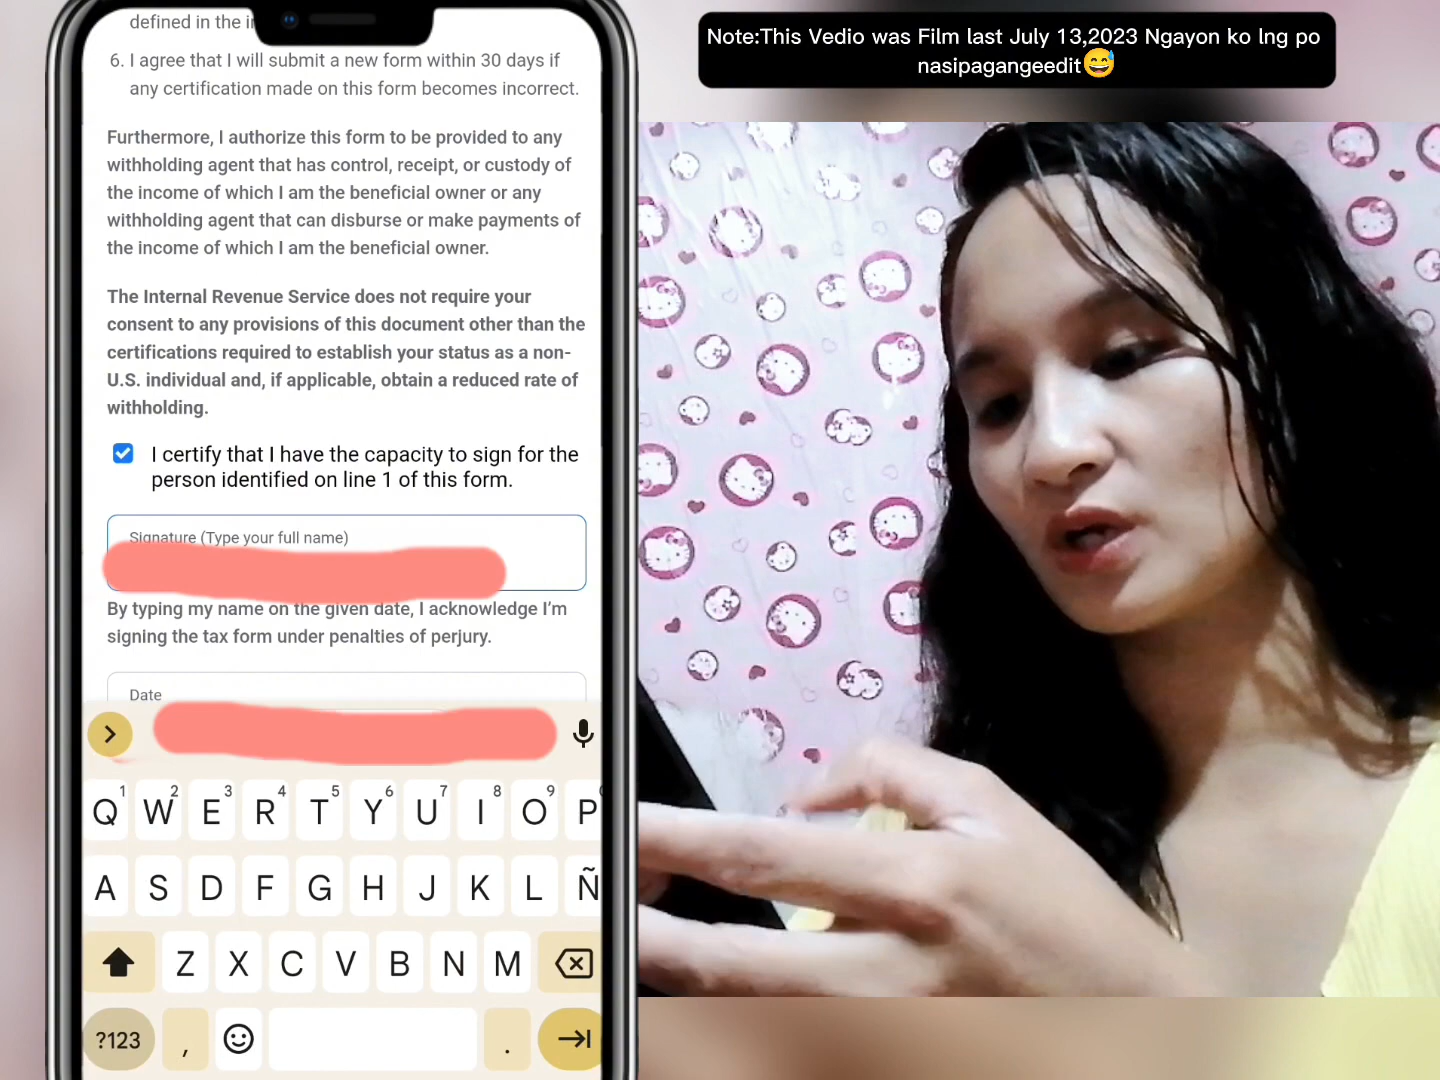 defined in the i
6. I agree that I will submit a new form within 30 days if
any certification made on this form becomes incorrect.
Furthermore, I authorize this form to be provided to any
withholding agent that has control, receipt, or custody of
the income of which I am the beneficial owner or any
withholding agent that can disburse or make payments of
the income of which I am the beneficial owner.
The Internal Revenue Service does not require your
consent to any provisions of this document other than the
certifications required to establish your status as a non-
U.S. individual and, if applicable, obtain a reduced rate of
withholding.
I certify that I have the capacity to sign for the
person identified on line 1 of this form.
Signature (Type your full name)
By typing my name on the given date, I acknowledge I’m
signing the tax form under penalties of perjury.
Date
1 2 3 4 5 6 7 8 9
Q W E R T Y U I O P
A S D F G H J K L Ñ
Z X C V B N M
?123 , .
Note:This Vedio was Film last July 13,2023 Ngayon ko lng po
nasipagangeedit😅